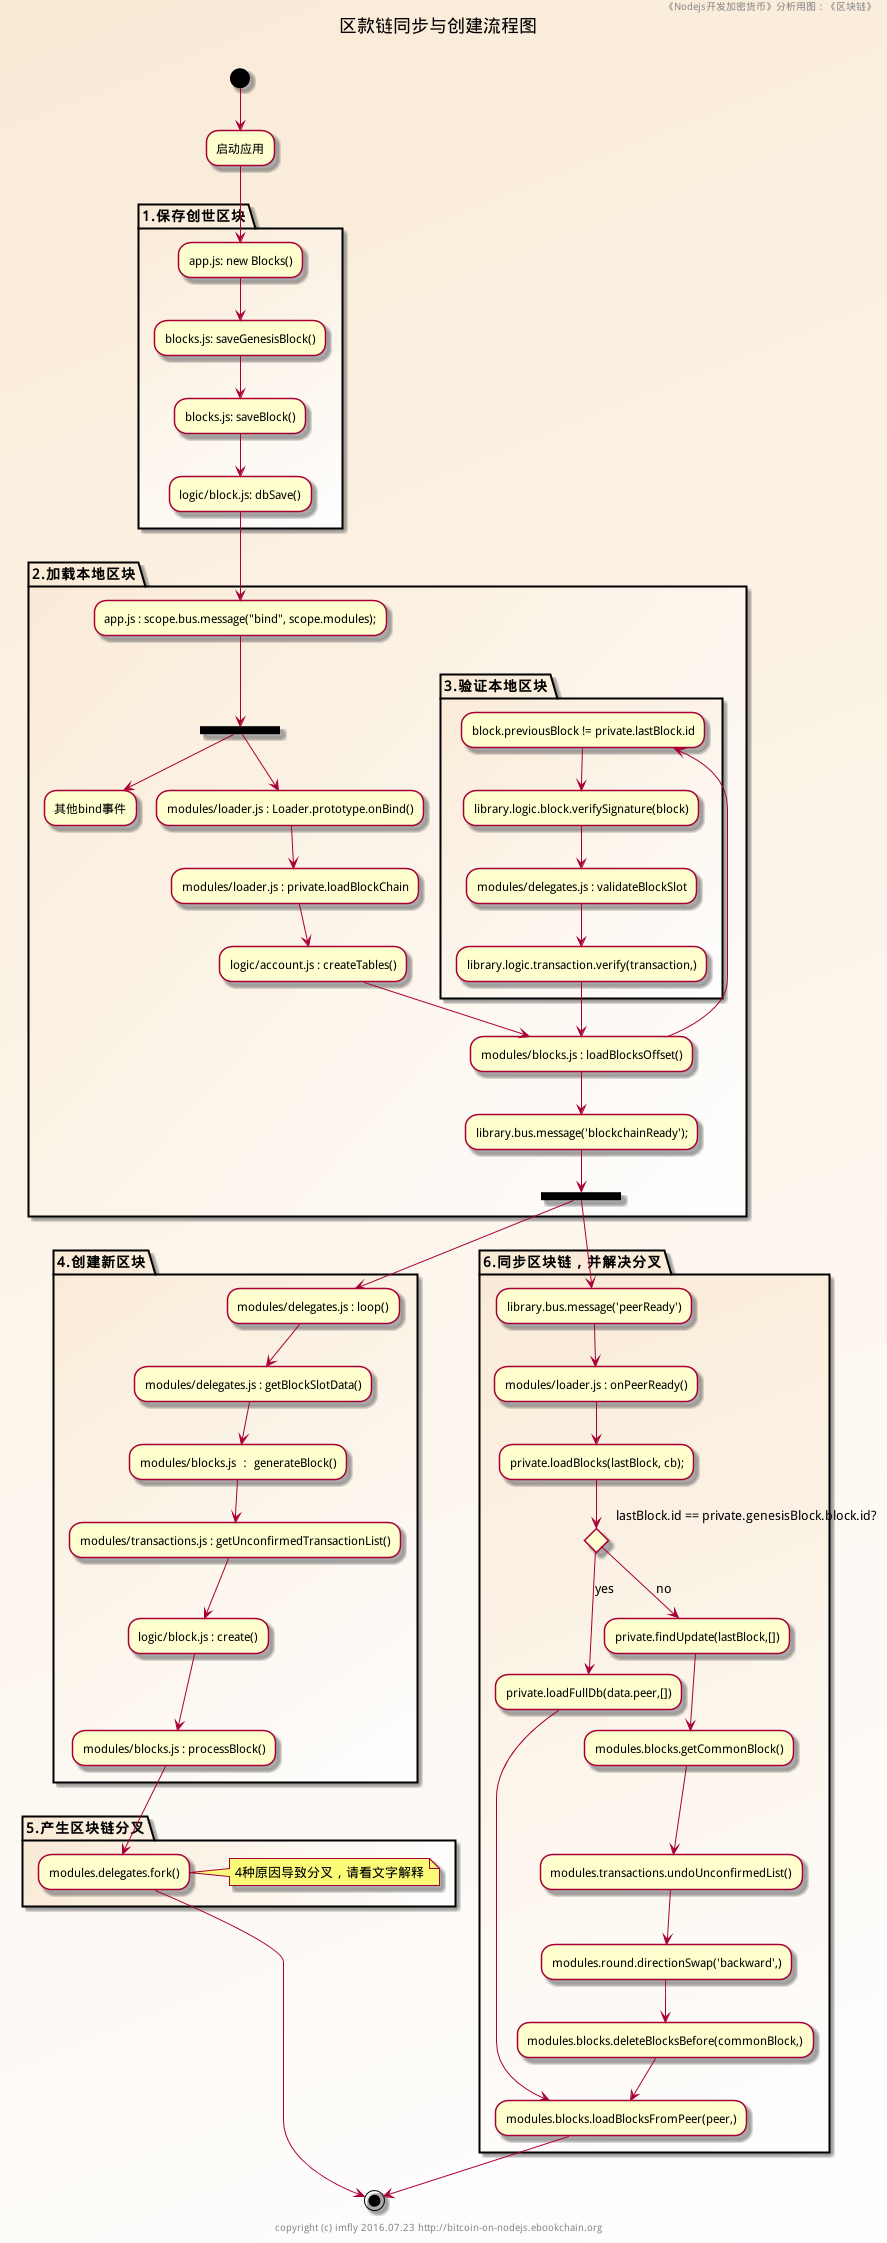 《Nodejs开发加密货币》分析用图：《区块链》
区款链同步与创建流程图
启动应用
1.保存创世区块
app.js: new Blocks()
blocks.js: saveGenesisBlock()
blocks.js: saveBlock()
logic/block.js: dbSave()
2.加载本地区块
app.js : scope.bus.message("bind", scope.modules);
3.验证本地区块
block.previousBlock != private.lastBlock.id
其他bind事件
modules/loader.js : Loader.prototype.onBind()
library.logic.block.verifySignature(block)
modules/loader.js : private.loadBlockChain
modules/delegates.js : validateBlockSlot
logic/account.js : createTables()
library.logic.transaction.verify(transaction,)
modules/blocks.js : loadBlocksOffset()
library.bus.message('blockchainReady');
4.创建新区块
modules/delegates.js : loop()
modules/delegates.js : getBlockSlotData()
modules/blocks.js ： generateBlock()
modules/transactions.js : getUnconfirmedTransactionList()
logic/block.js : create()
modules/blocks.js : processBlock()
5.产生区块链分叉
modules.delegates.fork()
4种原因导致分叉，请看文字解释
6.同步区块链，并解决分叉
library.bus.message('peerReady')
modules/loader.js : onPeerReady()
private.loadBlocks(lastBlock, cb);
lastBlock.id == private.genesisBlock.block.id?
yes
no
private.findUpdate(lastBlock,[])
private.loadFullDb(data.peer,[])
modules.blocks.getCommonBlock()
modules.transactions.undoUnconfirmedList()
modules.round.directionSwap('backward',)
modules.blocks.deleteBlocksBefore(commonBlock,)
modules.blocks.loadBlocksFromPeer(peer,)
copyright (c) imfly 2016.07.23 http://bitcoin-on-nodejs.ebookchain.org